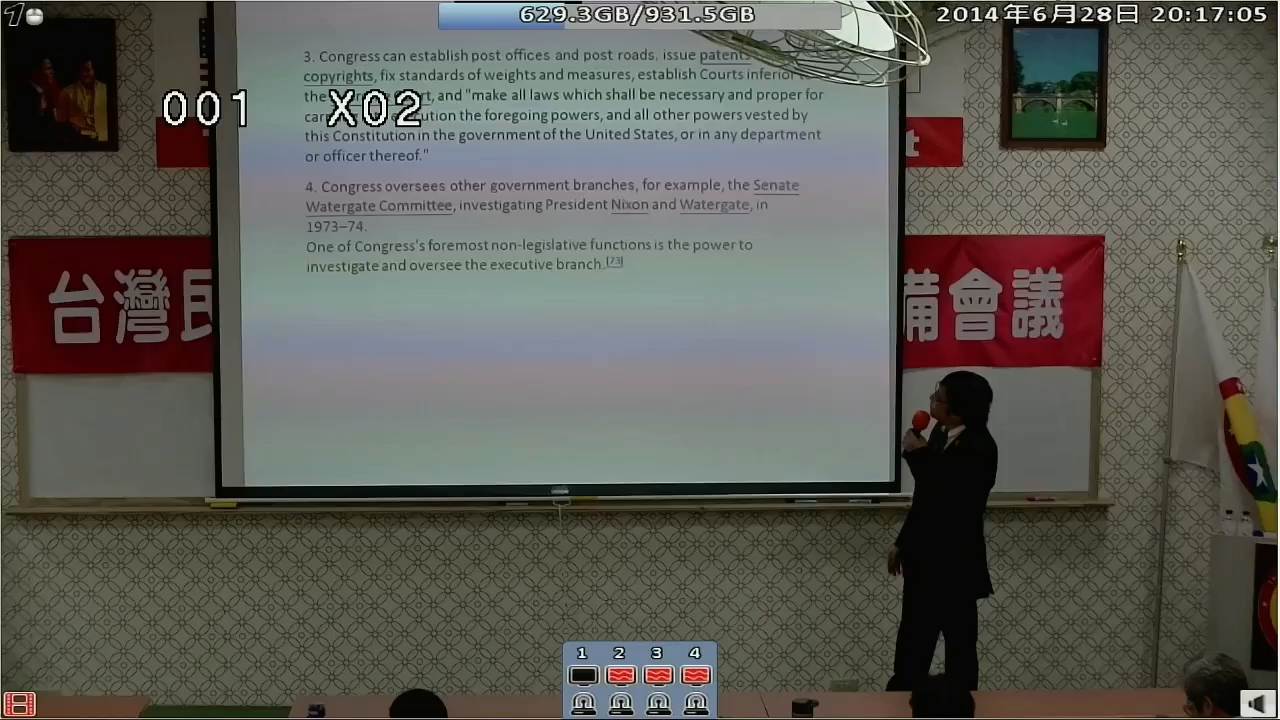 629.3GB/931.5GB
2014年6月28日 20:17:05
3. Congress can establish post offices and post roads, issue patents
copyrights, fix standards of weights and measures, establish Courts inferior
the
and "make all laws which shall be necessary and proper for
001 X02
ution the foregoing powers, and all other powers vested by
this Constitution in the government of the United States, or in any department
or officer thereof."
4. Congress oversees other government branches, for example, the Senate
Watergate Committee, investigating President Nixon and Watergate, in
1973–74.
One of Congress's foremost non-legislative functions is the power to
investigate and oversee the executive branch.[73]
t
台灣民
備會議
1 2 3 4